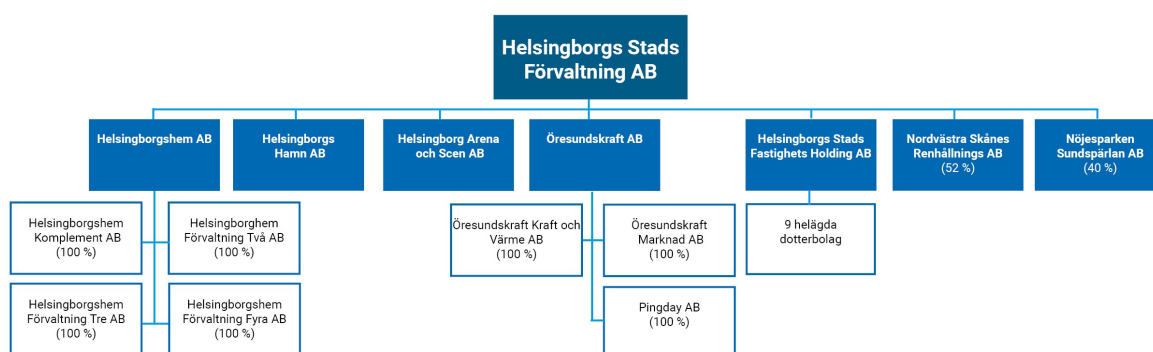 Helsingborgs Stads
Förvaltning AB
Helsingborgshem AB
Helsingborgs
Hamn AB
Helsingborg Arena
och Scen AB
Öresundskraft AB
Helsingborgs Stads
Fastighets Holding AB
Nordvästra Skånes
Renhållnings AB
(52 %)
Nöjesparken
Sundspärlan AB
(40 %)
Helsingborgshem
Komplement AB
(100 %)
Helsingborghem
Förvaltning Två AB
(100 %)
Öresundskraft Kraft och
Värme AB
(100 %)
Öresundskraft
Marknad AB
(100 %)
9 helägda
dotterbolag
Helsingborgshem
Förvaltning Tre AB
(100 %)
Helsingborgshem
Förvaltning Fyra AB
(100 %)
Pingday AB
(100 %)